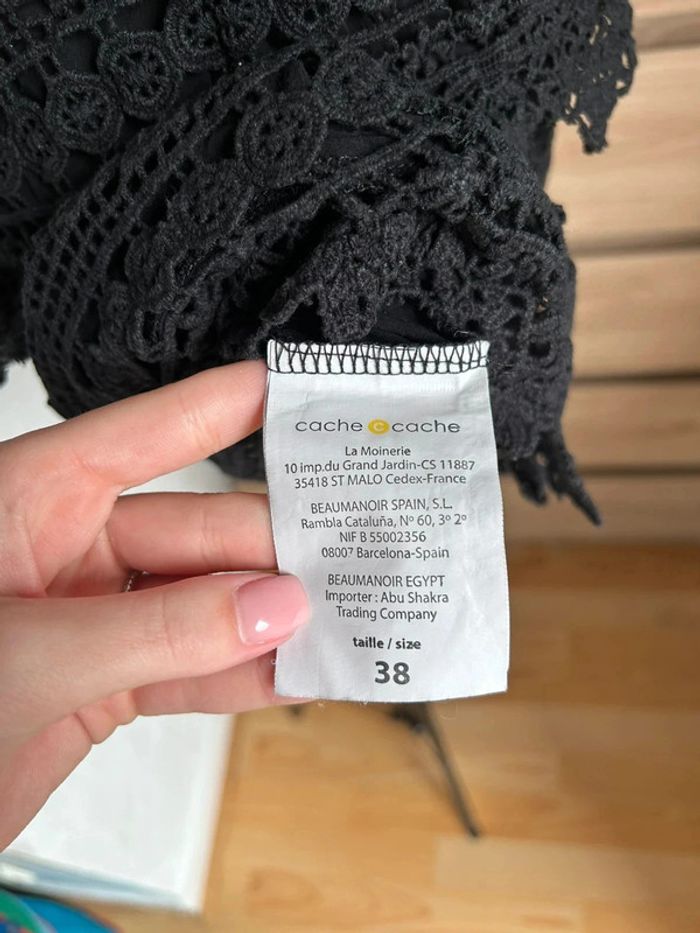 cache c cache
La Moinerie
10 imp.du Grand Jardin-CS 11887
35418 ST MALO Cedex-France
BEAUMANOIR SPAIN, S.L.
Rambla Cataluña, Nº 60, 3º 2º
NIF B 55002356
08007 Barcelona-Spain
BEAUMANOIR EGYPT
Importer : Abu Shakra
Trading Company
taille / size
38